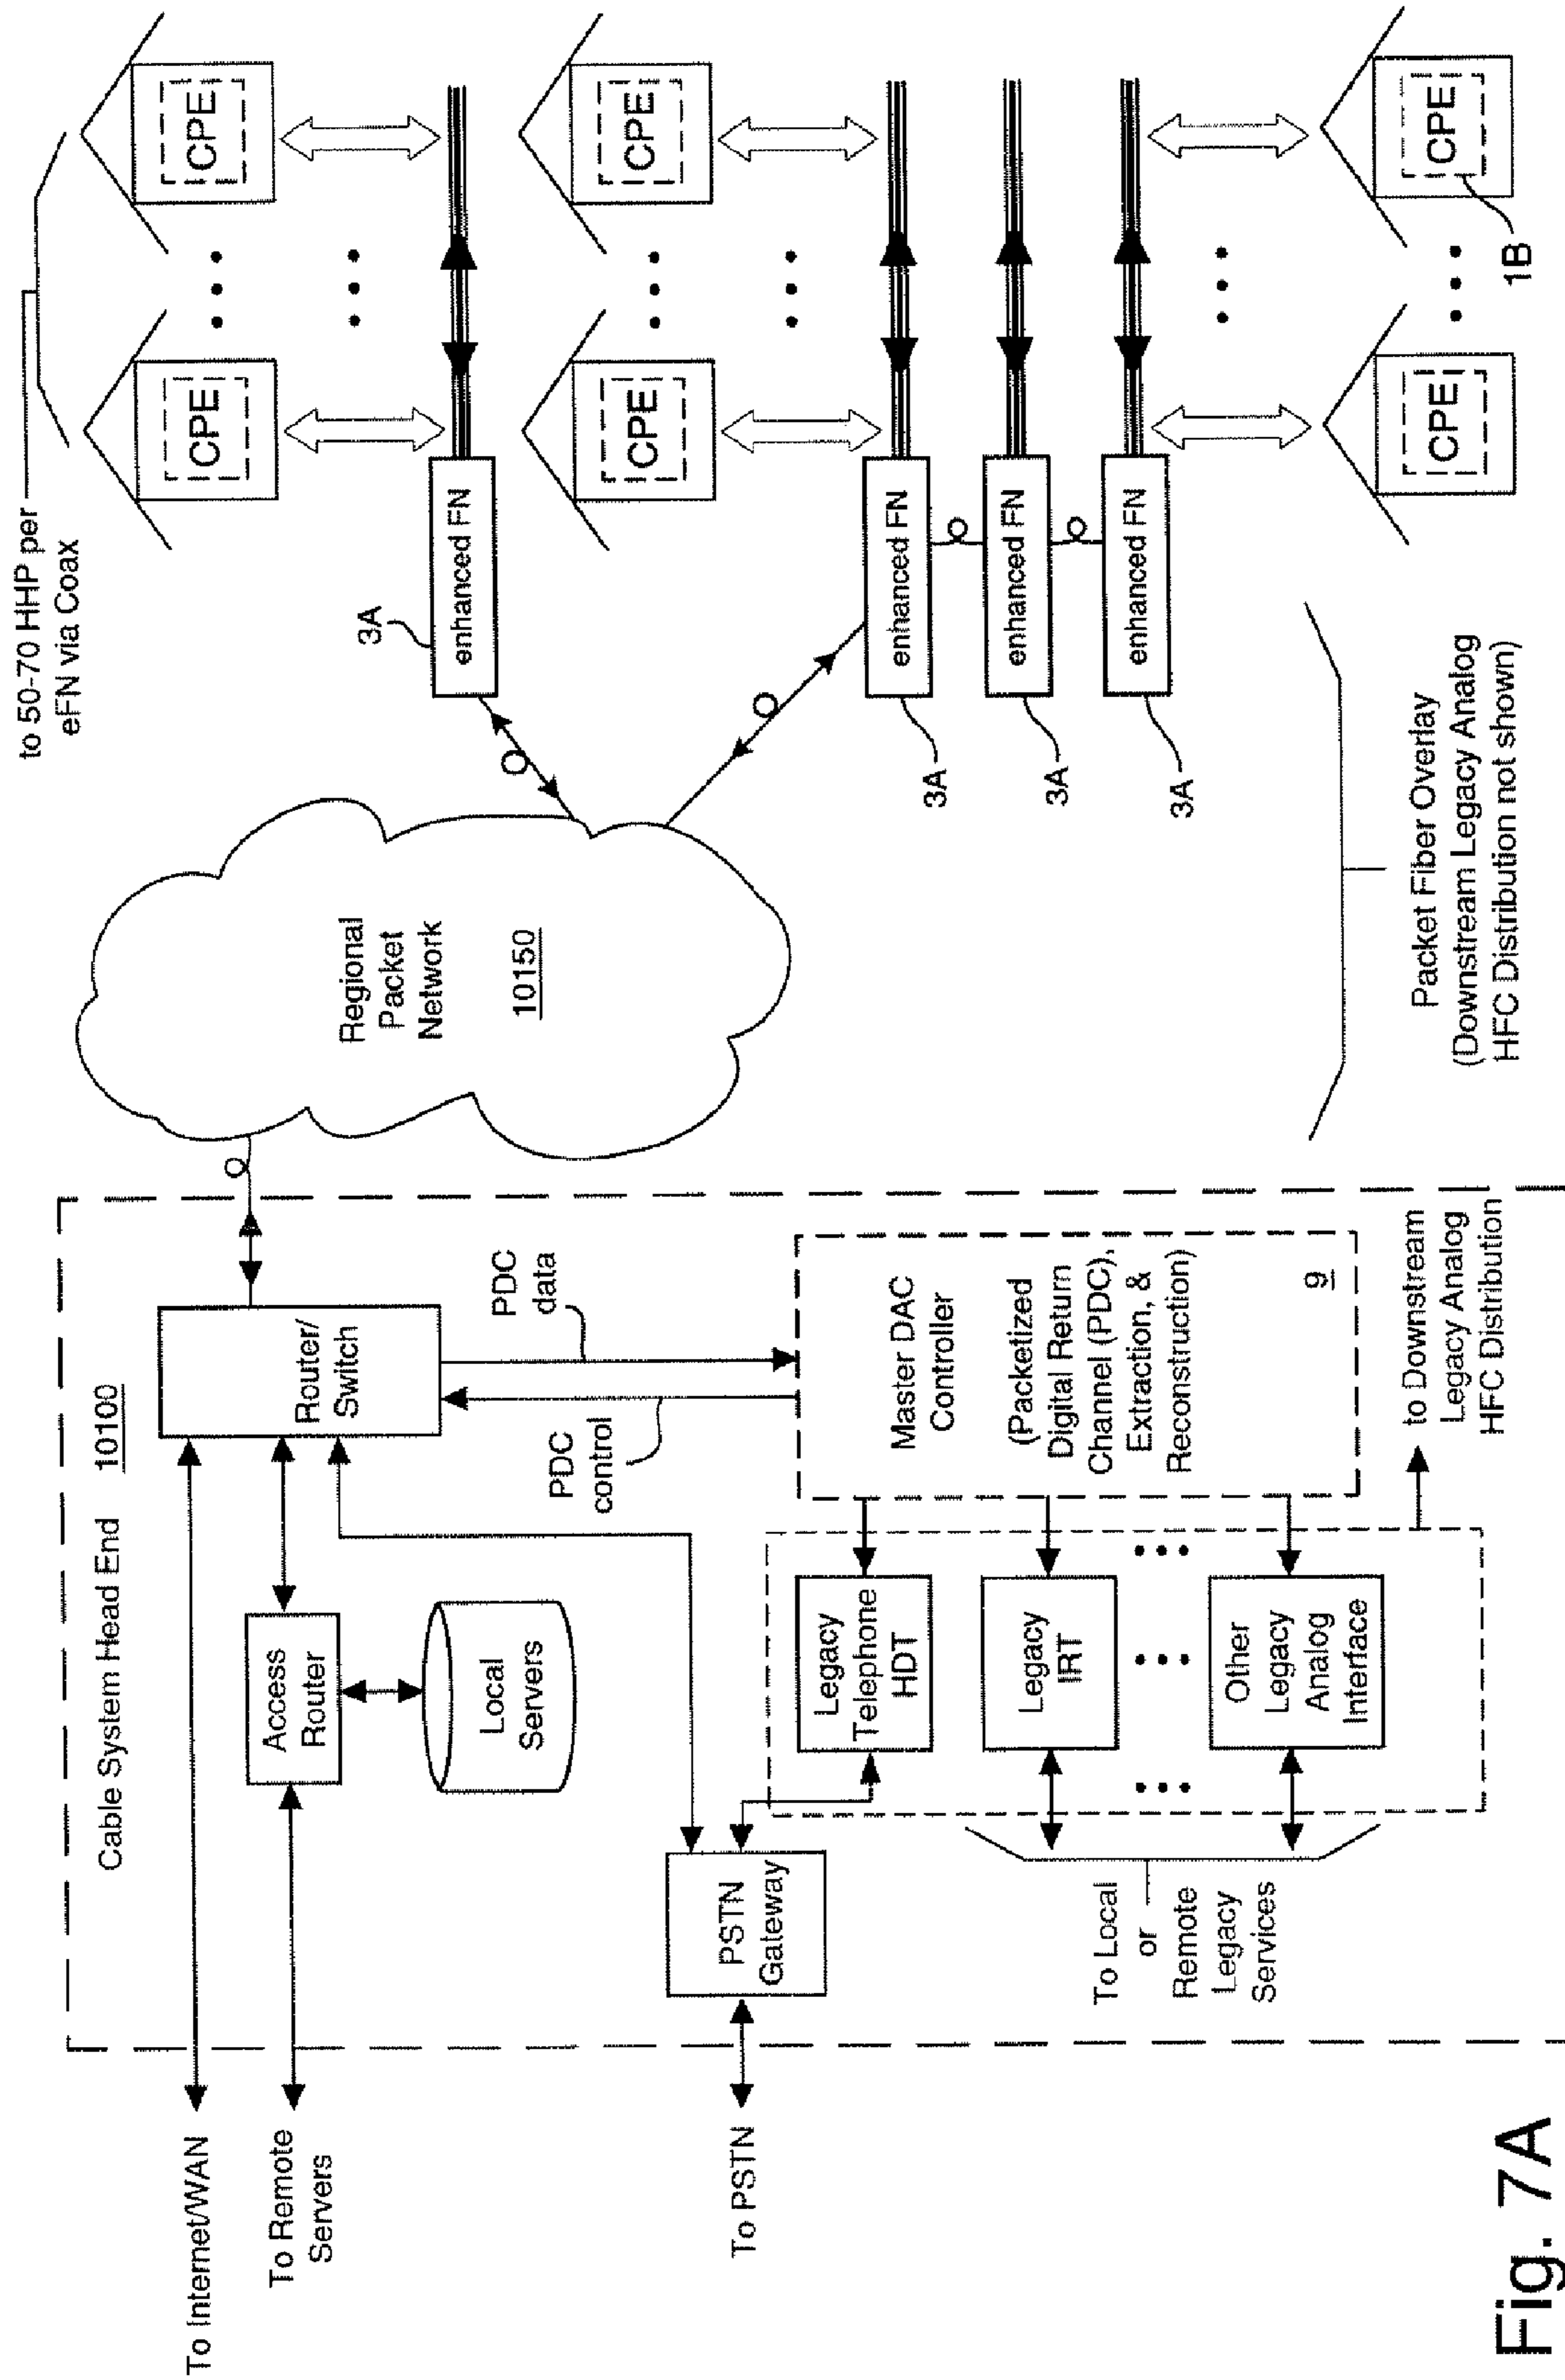 to 50-70 HHP per
eFN via Coax
CPE
CPE
3A
enhanced FN
CPE
CPE
enhanced FN
enhanced FN
enhanced FN
3A
3A
3A
CPE
CPE
1B
Regional
Packet
Network
10150
Packet Fiber Overlay
(Downstream Legacy Analog
HFC Distribution not shown)
Cable System Head End
10100
Router/
Switch
Access
Router
Local
Servers
PDC
data
PDC
control
Master DAC
Controller
(Packetized
Digital Return
Channel (PDC),
Extraction, &
Reconstruction)
9
Legacy
Telephone
HDT
Legacy
IRT
Other
Legacy
Analog
Interface
to Downstream
Legacy Analog
HFC Distribution
PSTN
Gateway
To Local
or
Remote
Legacy
Services
To Internet/WAN
To Remote
Servers
To PSTN
Fig. 7A